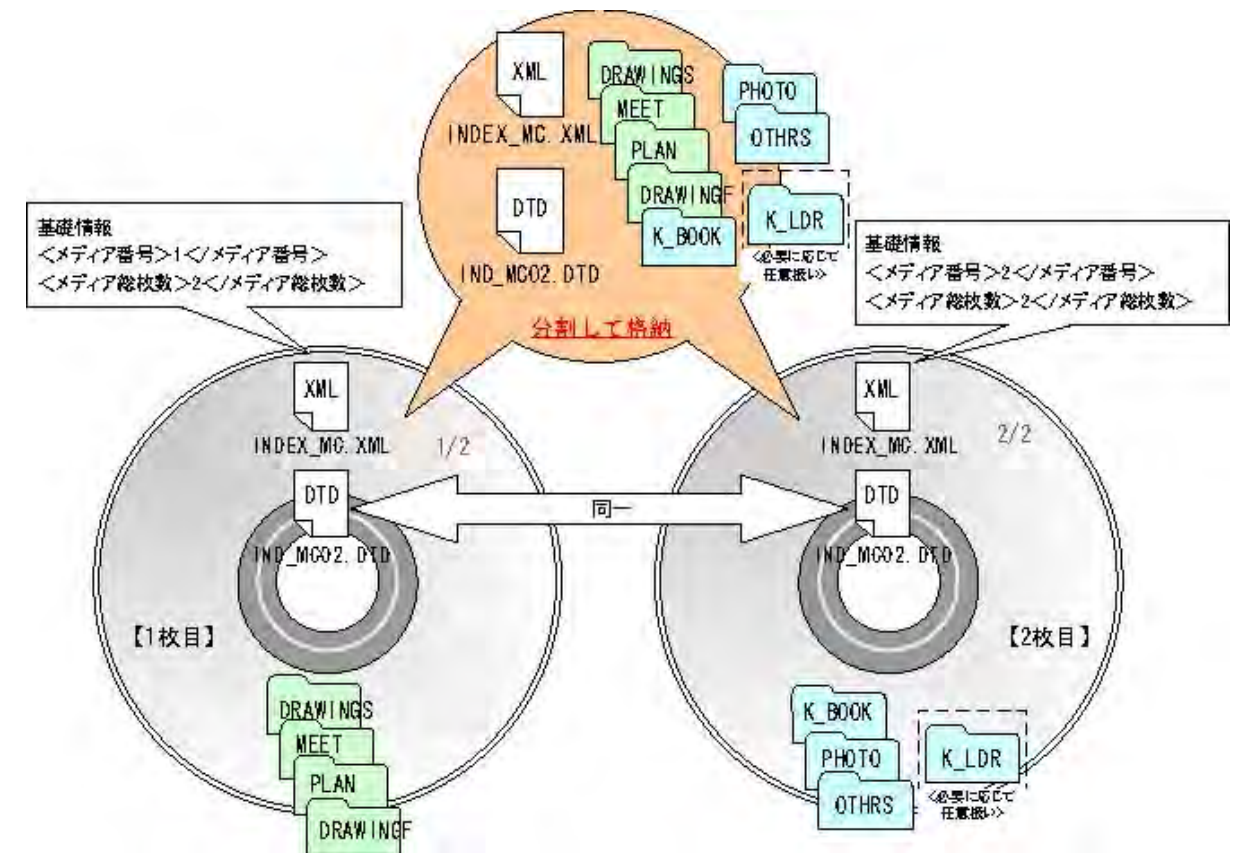 XML
INDEX_MC.XML
DTD
IND_MC02.DTD
DRAWINGS
MEET
PLAN
DRAWINGF
K_BOOK
PHOTO
OTHRS
K_LDR
<必要に応じて
任意扱い>
分割して格納
基礎情報
<メディア番号>1</メディア番号>
<メディア総枚数>2</メディア総枚数>
基礎情報
<メディア番号>2</メディア番号>
<メディア総枚数>2</メディア総枚数>
XML
INDEX_MC.XML
1/2
DTD
IND_MC02.DTD
【1枚目】
DRAWINGS
MEET
PLAN
DRAWINGF
同一
XML
INDEX_MC.XML
2/2
DTD
IND_MC02.DTD
【2枚目】
K_BOOK
PHOTO
OTHRS
K_LDR
<必要に応じて
任意扱い>